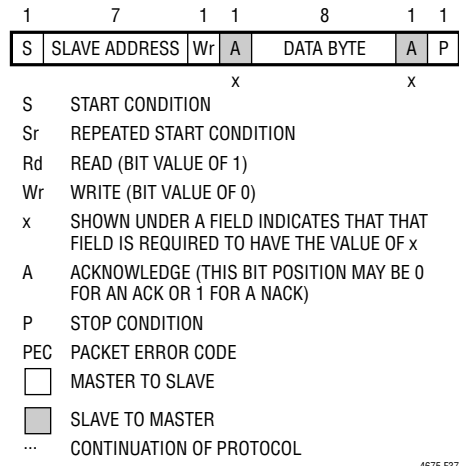 1 7 1 1 8 1 1
S SLAVE ADDRESS Wr A DATA BYTE A P
x x
S START CONDITION
Sr REPEATED START CONDITION
Rd READ (BIT VALUE OF 1)
Wr WRITE (BIT VALUE OF 0)
x SHOWN UNDER A FIELD INDICATES THAT THAT
FIELD IS REQUIRED TO HAVE THE VALUE OF x
A ACKNOWLEDGE (THIS BIT POSITION MAY BE 0
FOR AN ACK OR 1 FOR A NACK)
P STOP CONDITION
PEC PACKET ERROR CODE
MASTER TO SLAVE
SLAVE TO MASTER
... CONTINUATION OF PROTOCOL
4675 F37